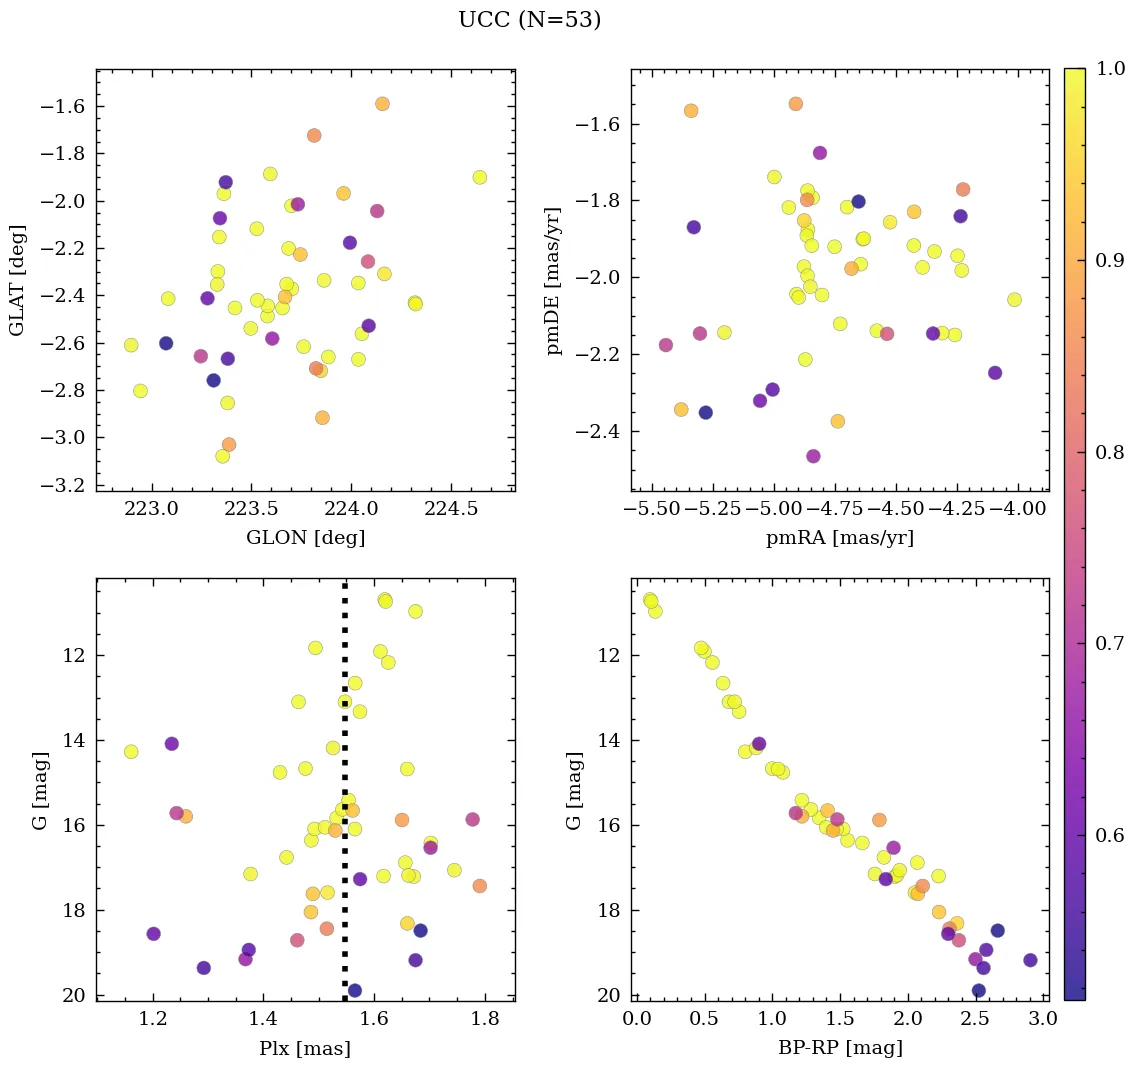 UCC (N=53)
−1.6
−1.8
−2.0
−2.2
−2.4
−2.6
−2.8
−3.0
−3.2
GLAT [deg]
223.0 223.5 224.0 224.5
GLON [deg]
−1.6
−1.8
−2.0
−2.2
−2.4
pmDE [mas/yr]
−5.50 −5.25 −5.00 −4.75 −4.50 −4.25 −4.00
pmRA [mas/yr]
12
14
16
18
20
G [mag]
1.2 1.4 1.6 1.8
Plx [mas]
12
14
16
18
20
G [mag]
0.0 0.5 1.0 1.5 2.0 2.5 3.0
BP-RP [mag]
1.0
0.9
0.8
0.7
0.6